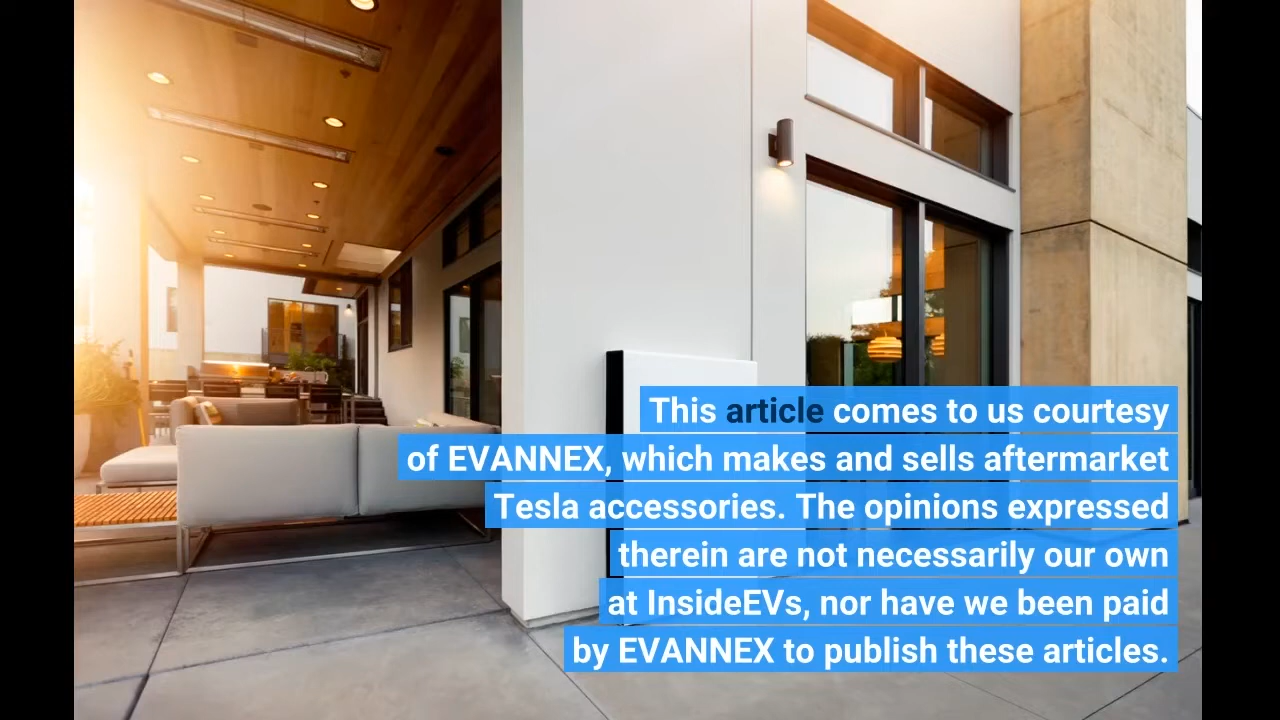 This article comes to us courtesy
of EVANNEX, which makes and sells aftermarket
Tesla accessories. The opinions expressed
therein are not necessarily our own
at InsideEVs, nor have we been paid
by EVANNEX to publish these articles.